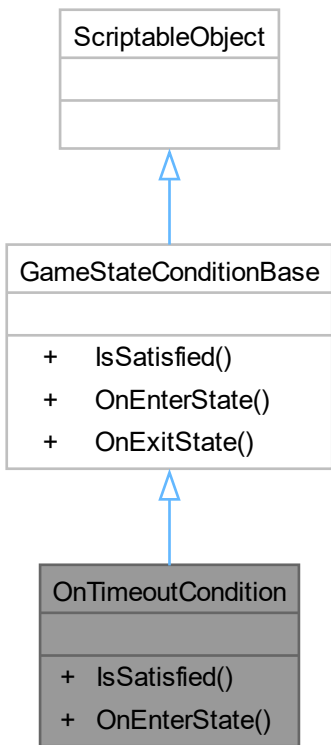 ScriptableObject
GameStateConditionBase
+ IsSatisfied()
+ OnEnterState()
+ OnExitState()
OnTimeoutCondition
+ IsSatisfied()
+ OnEnterState()